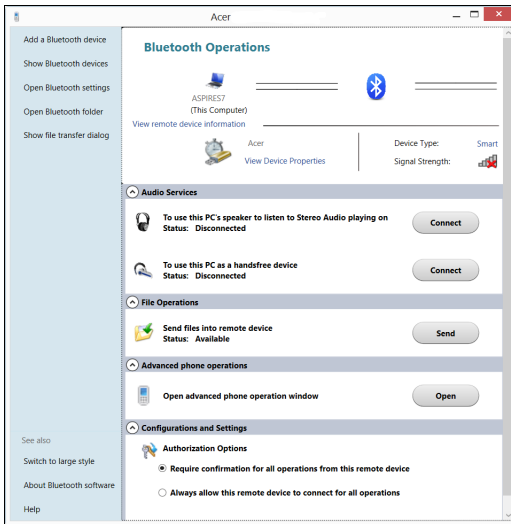 Acer
Add a Bluetooth device
Show Bluetooth devices
Open Bluetooth settings
Open Bluetooth folder
Show file transfer dialog
See also
Switch to large style
About Bluetooth software
Help
Bluetooth Operations
ASPIRES7
(This Computer)
View remote device information
Acer
View Device Properties
Device Type: Smart
Signal Strength:
Audio Services
To use this PC's speaker to listen to Stereo Audio playing on
Status: Disconnected
Connect
To use this PC as a handsfree device
Status: Disconnected
Connect
File Operations
Send files into remote device
Status: Available
Send
Advanced phone operations
Open advanced phone operation window
Open
Configurations and Settings
Authorization Options
Require confirmation for all operations from this remote device
Always allow this remote device to connect for all operations